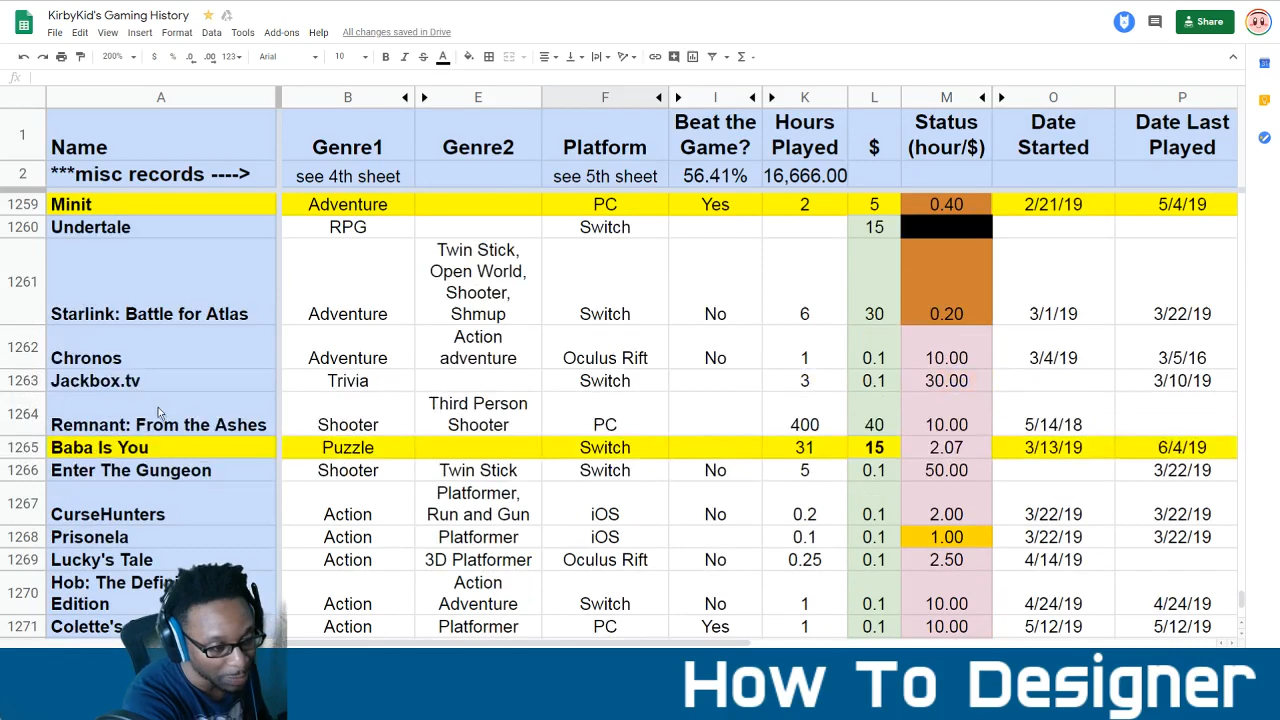 KirbyKid's Gaming History
File Edit View Insert Format Data Tools Add-ons Help All changes saved in Drive
Share
200% $ % .0 .00 123 Arial 10 B I S A
fx
A B E F I K L M O P
1 Name Genre1 Genre2 Platform Beat the Game? Hours Played $ Status (hour/$) Date Started Date Last Played
2 ***misc records ----> see 4th sheet see 5th sheet 56.41% 16,666.00
1259 Minit Adventure PC Yes 2 5 0.40 2/21/19 5/4/19
1260 Undertale RPG Switch 15
1261 Starlink: Battle for Atlas Adventure Twin Stick, Open World, Shooter, Shmup Switch No 6 30 0.20 3/1/19 3/22/19
1262 Chronos Adventure Action adventure Oculus Rift No 1 0.1 10.00 3/4/19 3/5/16
1263 Jackbox.tv Trivia Switch 3 0.1 30.00 3/10/19
1264 Remnant: From the Ashes Shooter Third Person Shooter PC 400 40 10.00 5/14/18
1265 Baba Is You Puzzle Switch 31 15 2.07 3/13/19 6/4/19
1266 Enter The Gungeon Shooter Twin Stick Switch No 5 0.1 50.00 3/22/19
1267 CurseHunters Action Platformer, Run and Gun iOS No 0.2 0.1 2.00 3/22/19 3/22/19
1268 Prisonela Action Platformer iOS 0.1 0.1 1.00 3/22/19 3/22/19
1269 Lucky's Tale Action 3D Platformer Oculus Rift No 0.25 0.1 2.50 4/14/19
1270 Hob: The Edition Action Action Adventure Switch No 1 0.1 10.00 4/24/19 4/24/19
1271 Colette's Action Platformer PC Yes 1 0.1 10.00 5/12/19 5/12/19
How To Designer